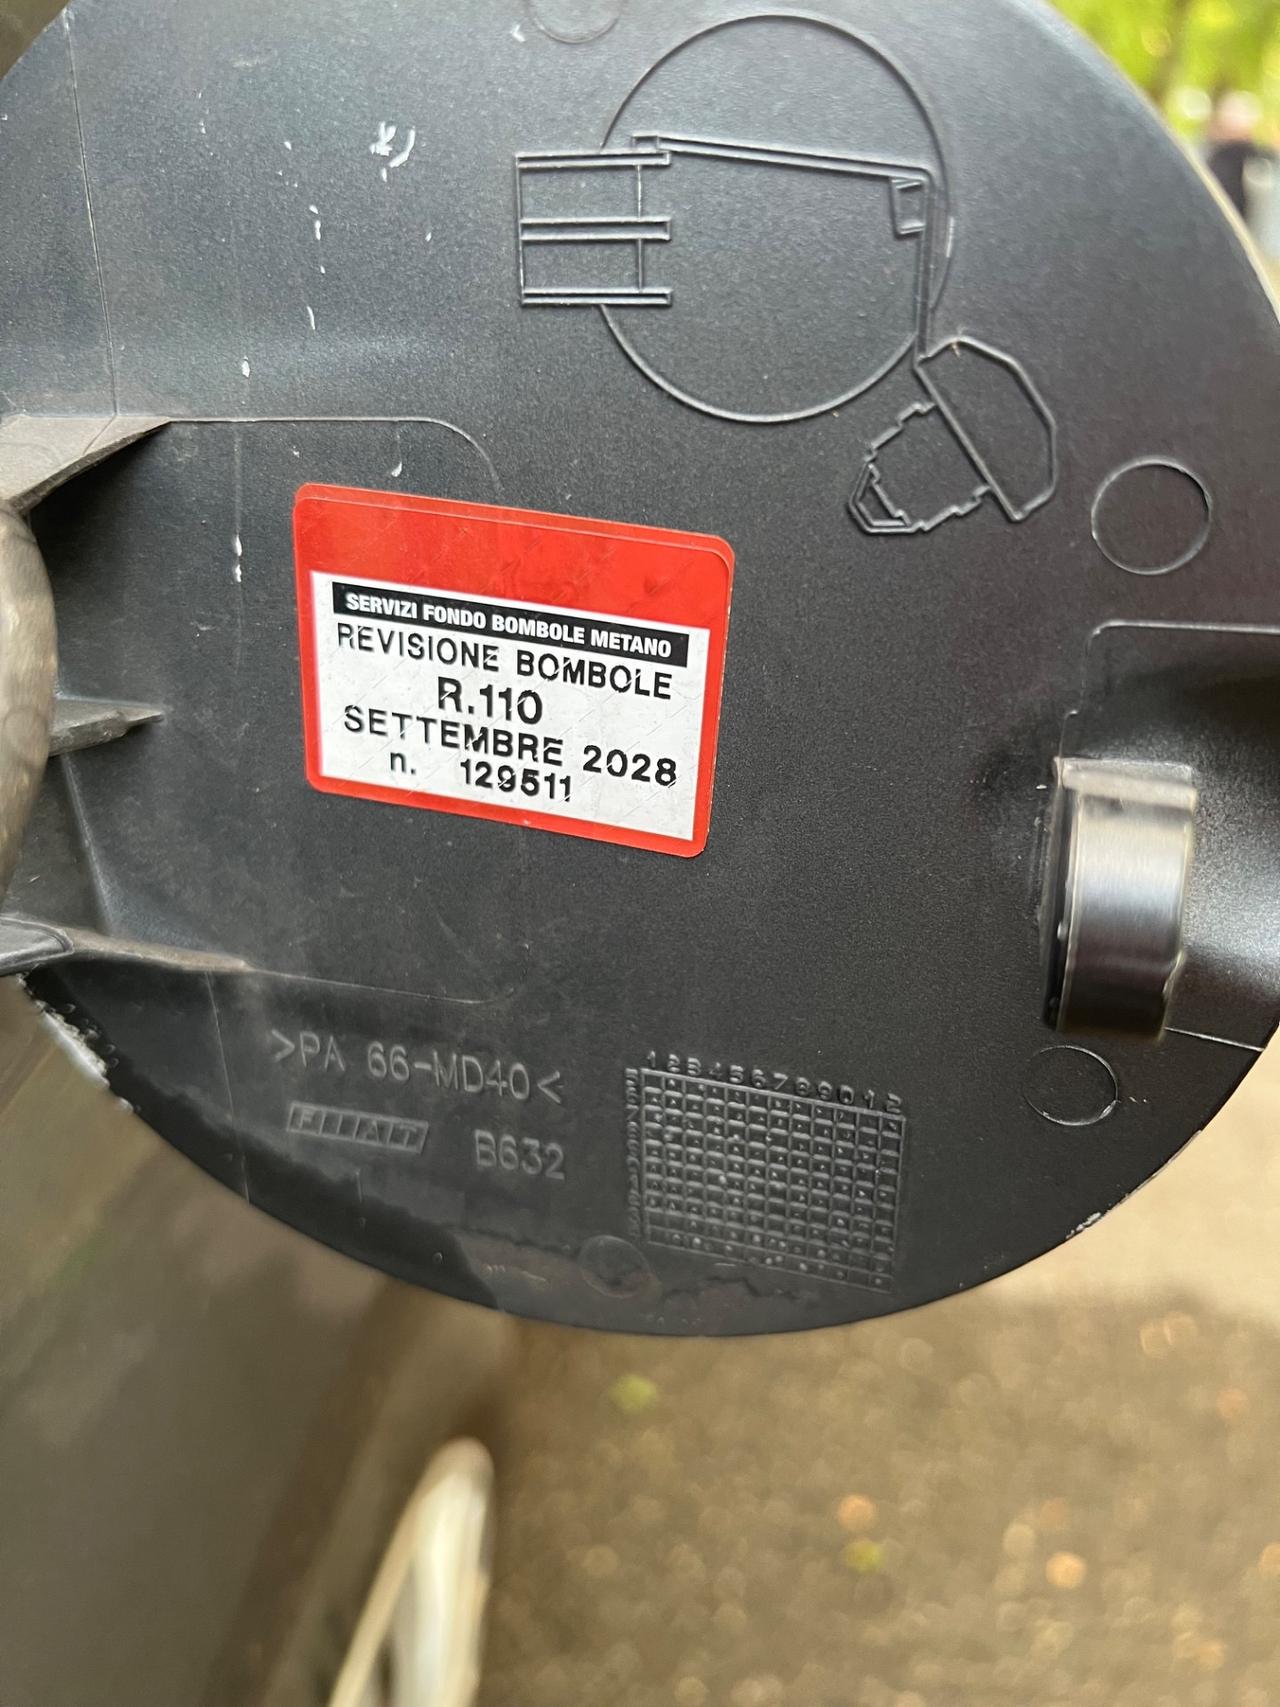 SERVIZI FONDO BOMBOLE METANO
REVISIONE BOMBOLE
R.110
SETTEMBRE 2028
n. 129511
>PA 66-MD40<
FIAT
B632